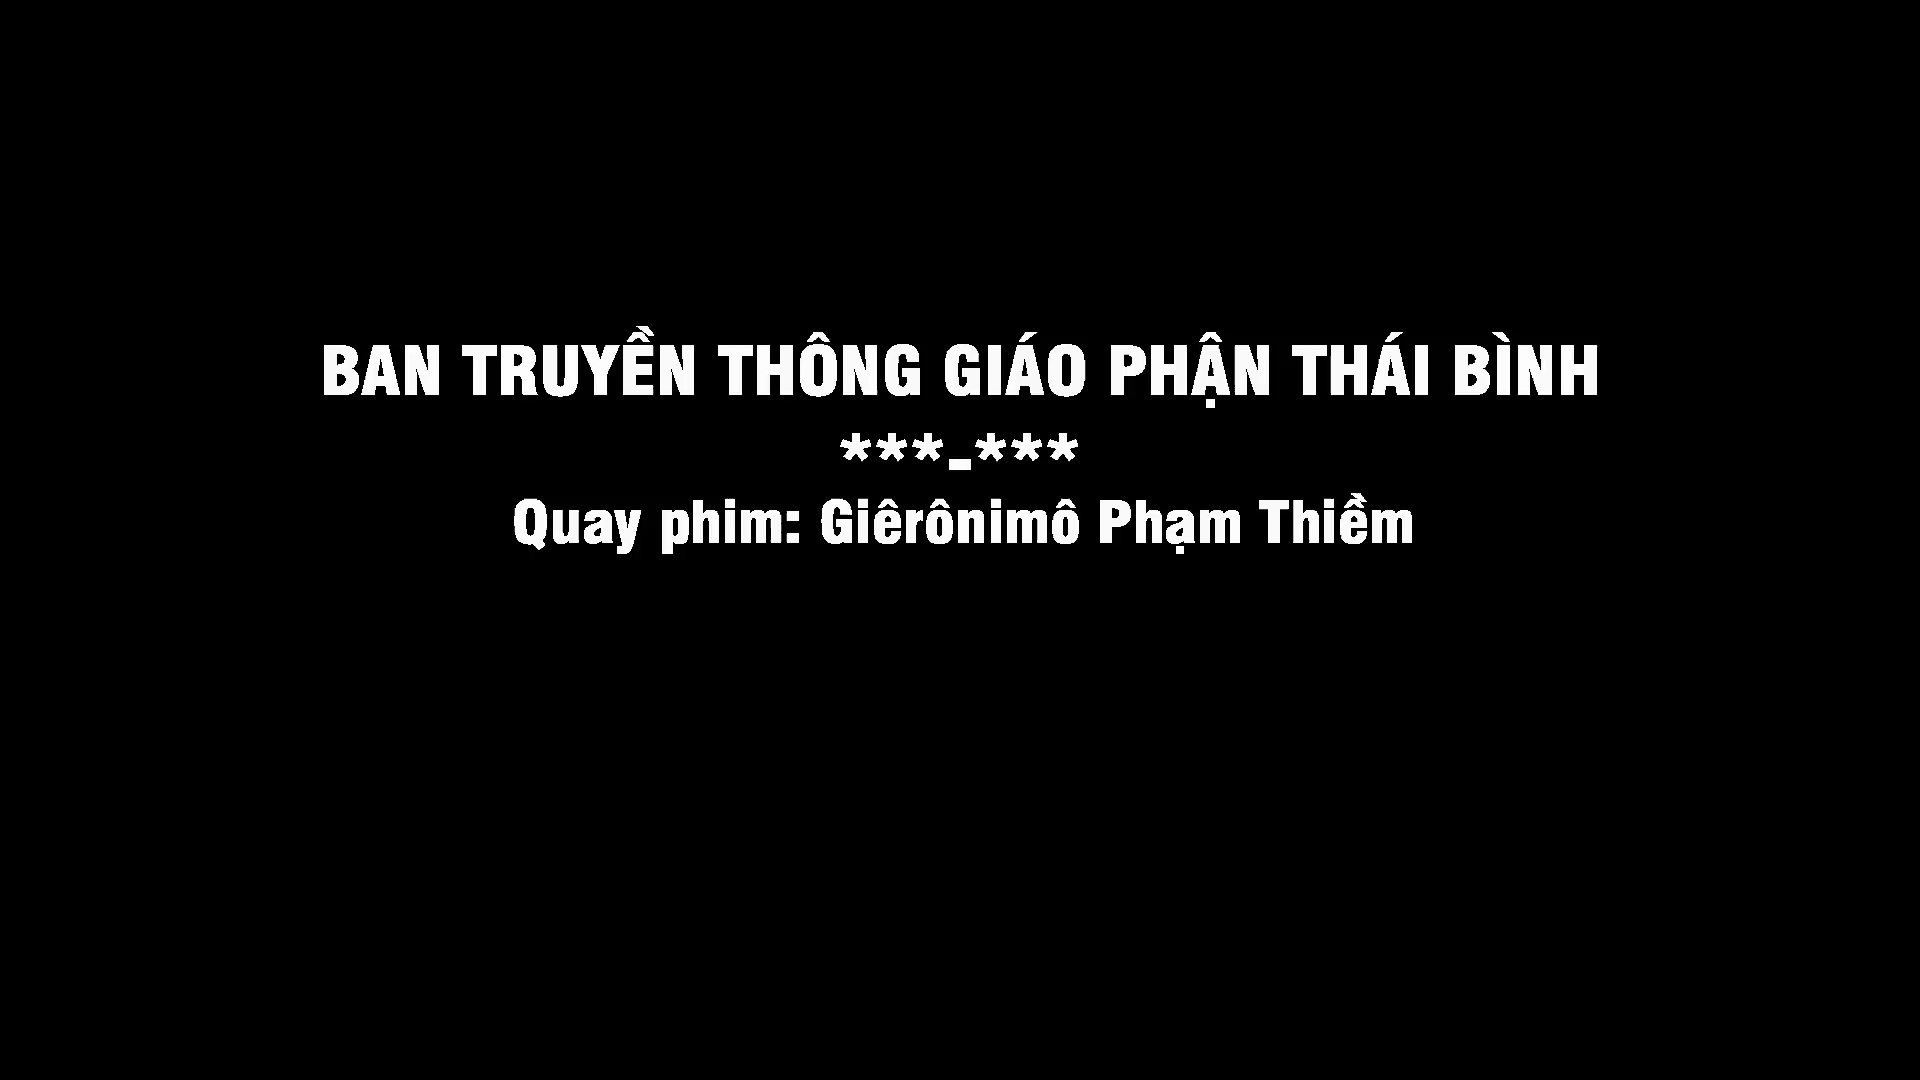 BAN TRUYỀN THÔNG GIÁO PHẬN THÁI BÌNH
***-***
Quay phim: Giêrônimô Phạm Thiềm